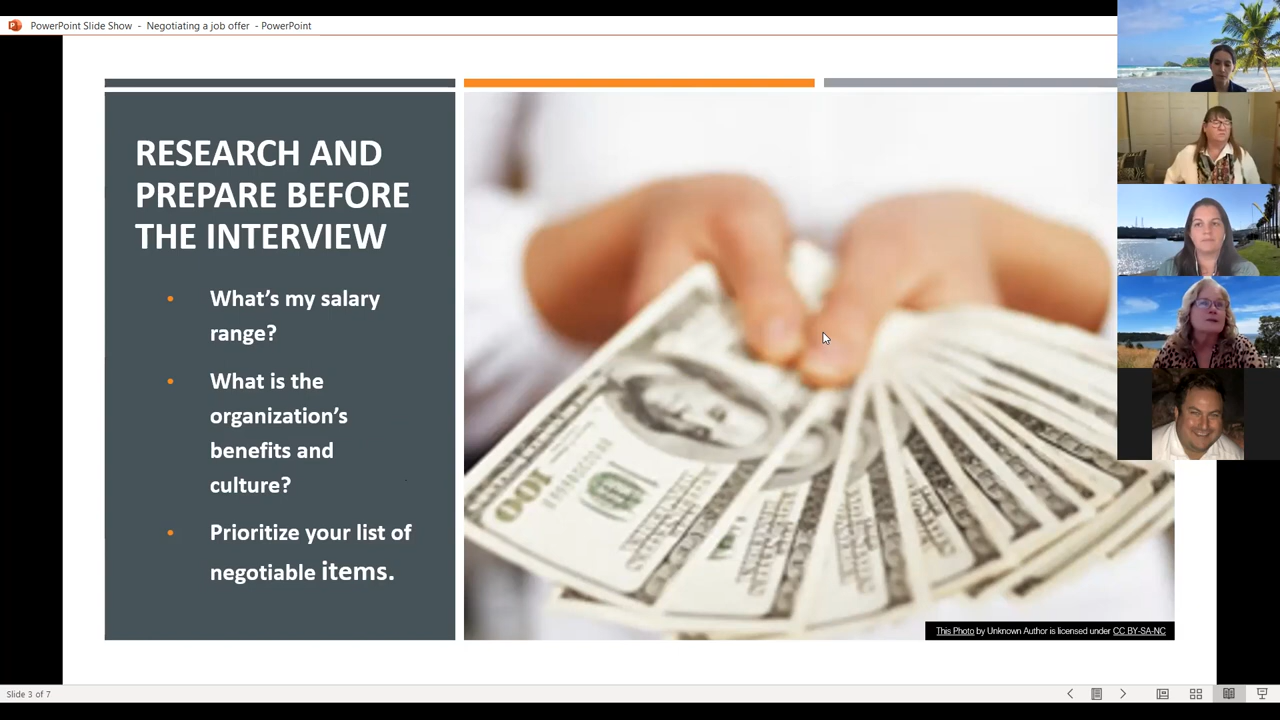 PowerPoint Slide Show - Negotiating a job offer - PowerPoint
RESEARCH AND
PREPARE BEFORE
THE INTERVIEW
• What's my salary
range?
• What is the
organization's
benefits and
culture?
• Prioritize your list of
negotiable items.
100
This Photo by Unknown Author is licensed under CC BY-SA-NC
Slide 3 of 7